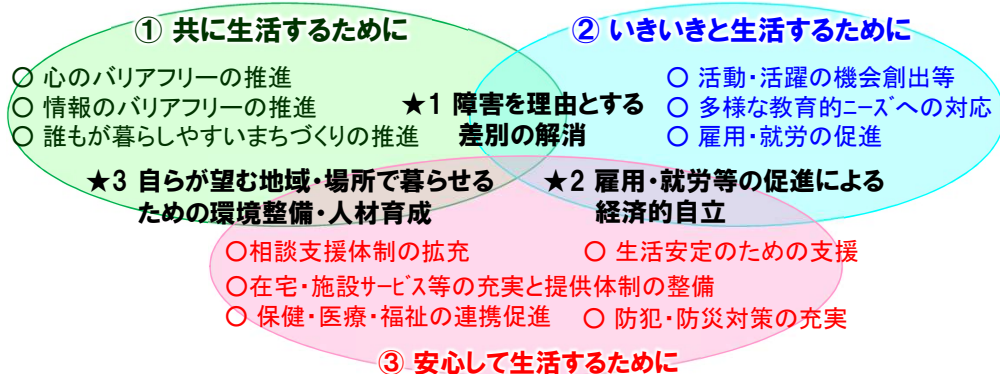 ① 共に生活するために
○ 心のバリアフリーの推進
○ 情報のバリアフリーの推進
○ 誰もが暮らしやすいまちづくりの推進
② いきいきと生活するために
○ 活動・活躍の機会創出等
○ 多様な教育的ﾆｰｽﾞへの対応
○ 雇用・就労の促進
★1 障害を理由とする
差別の解消
★3 自らが望む地域・場所で暮らせる
ための環境整備・人材育成
★2 雇用・就労等の促進による
経済的自立
○相談支援体制の拡充
○ 生活安定のための支援
○在宅・施設ｻｰﾋﾞｽ等の充実と提供体制の整備
○ 保健・医療・福祉の連携促進
○ 防犯・防災対策の充実
③ 安心して生活するために